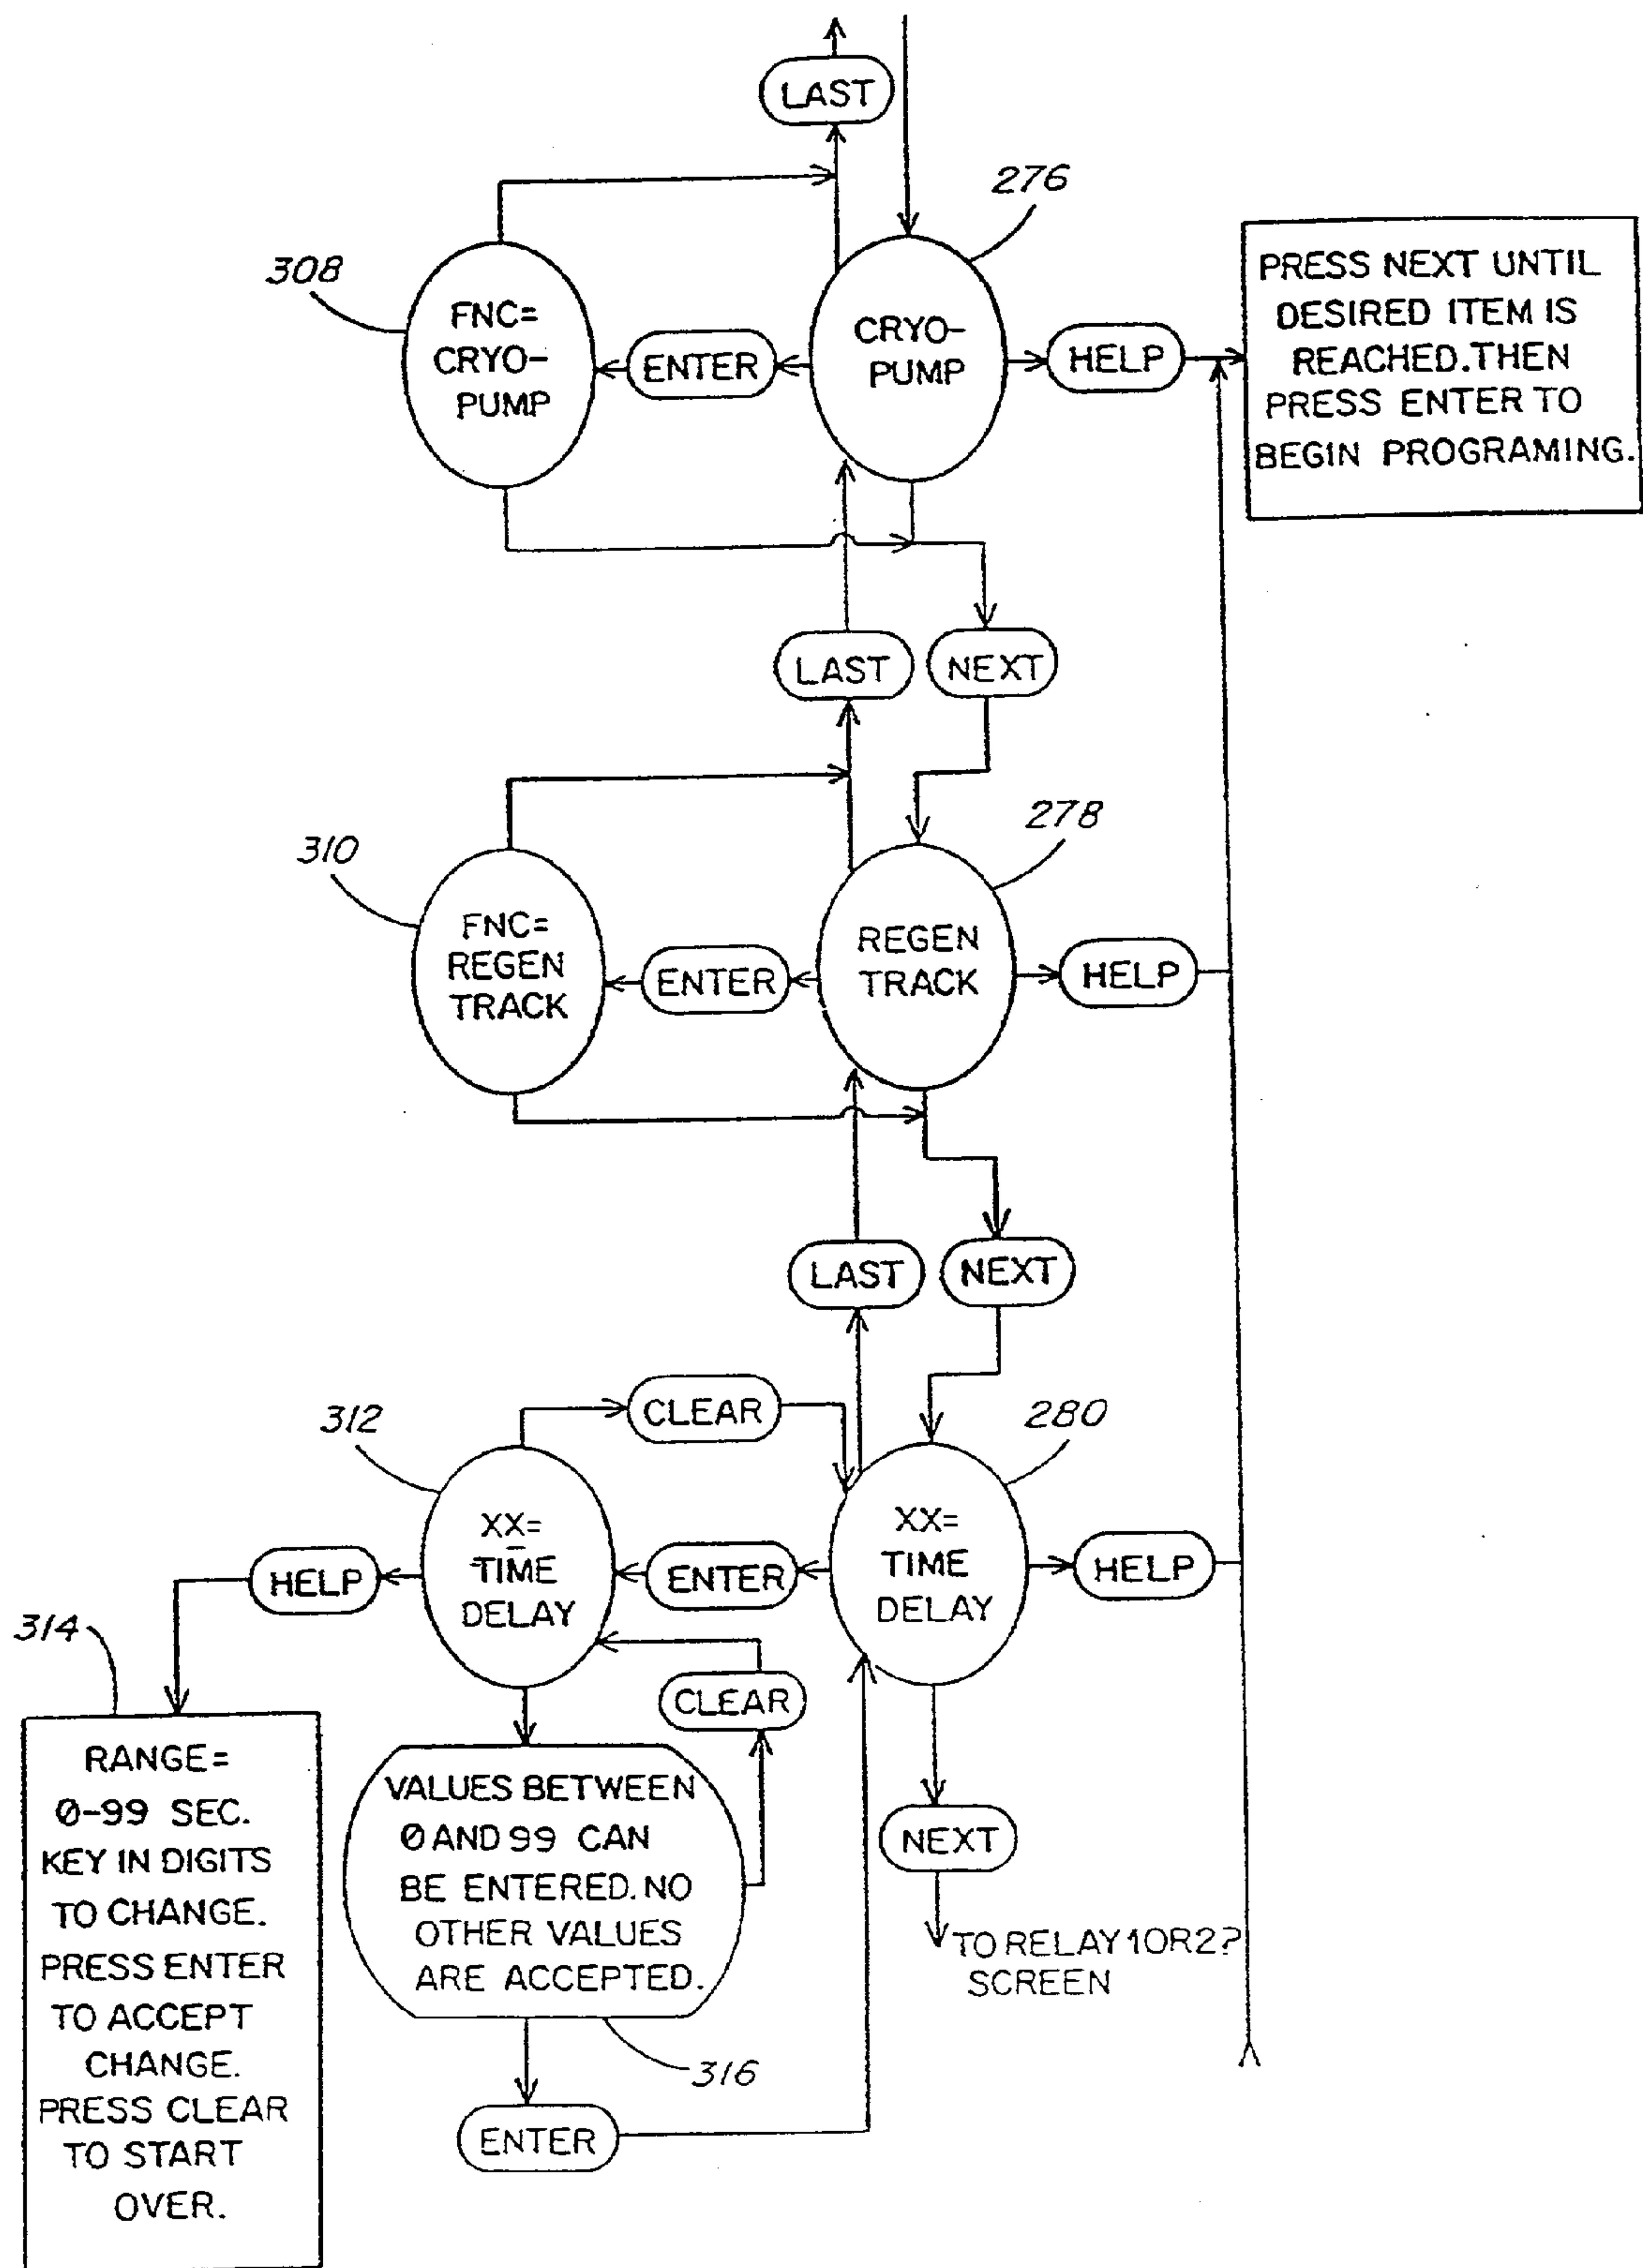 LAST
276
308
FNC=
CRYO-
PUMP
ENTER
CRYO-
PUMP
HELP
PRESS NEXT UNTIL
DESIRED ITEM IS
REACHED. THEN
PRESS ENTER TO
BEGIN PROGRAMING.
LAST
NEXT
278
310
FNC=
REGEN
TRACK
ENTER
REGEN
TRACK
HELP
LAST
NEXT
312
CLEAR
280
XX=
TIME
DELAY
ENTER
XX=
TIME
DELAY
HELP
HELP
314
CLEAR
RANGE=
0-99 SEC.
KEY IN DIGITS
TO CHANGE.
PRESS ENTER
TO ACCEPT
CHANGE.
PRESS CLEAR
TO START
OVER.
VALUES BETWEEN
0 AND 99 CAN
BE ENTERED. NO
OTHER VALUES
ARE ACCEPTED.
316
ENTER
NEXT
TO RELAY 1 OR 2?
SCREEN